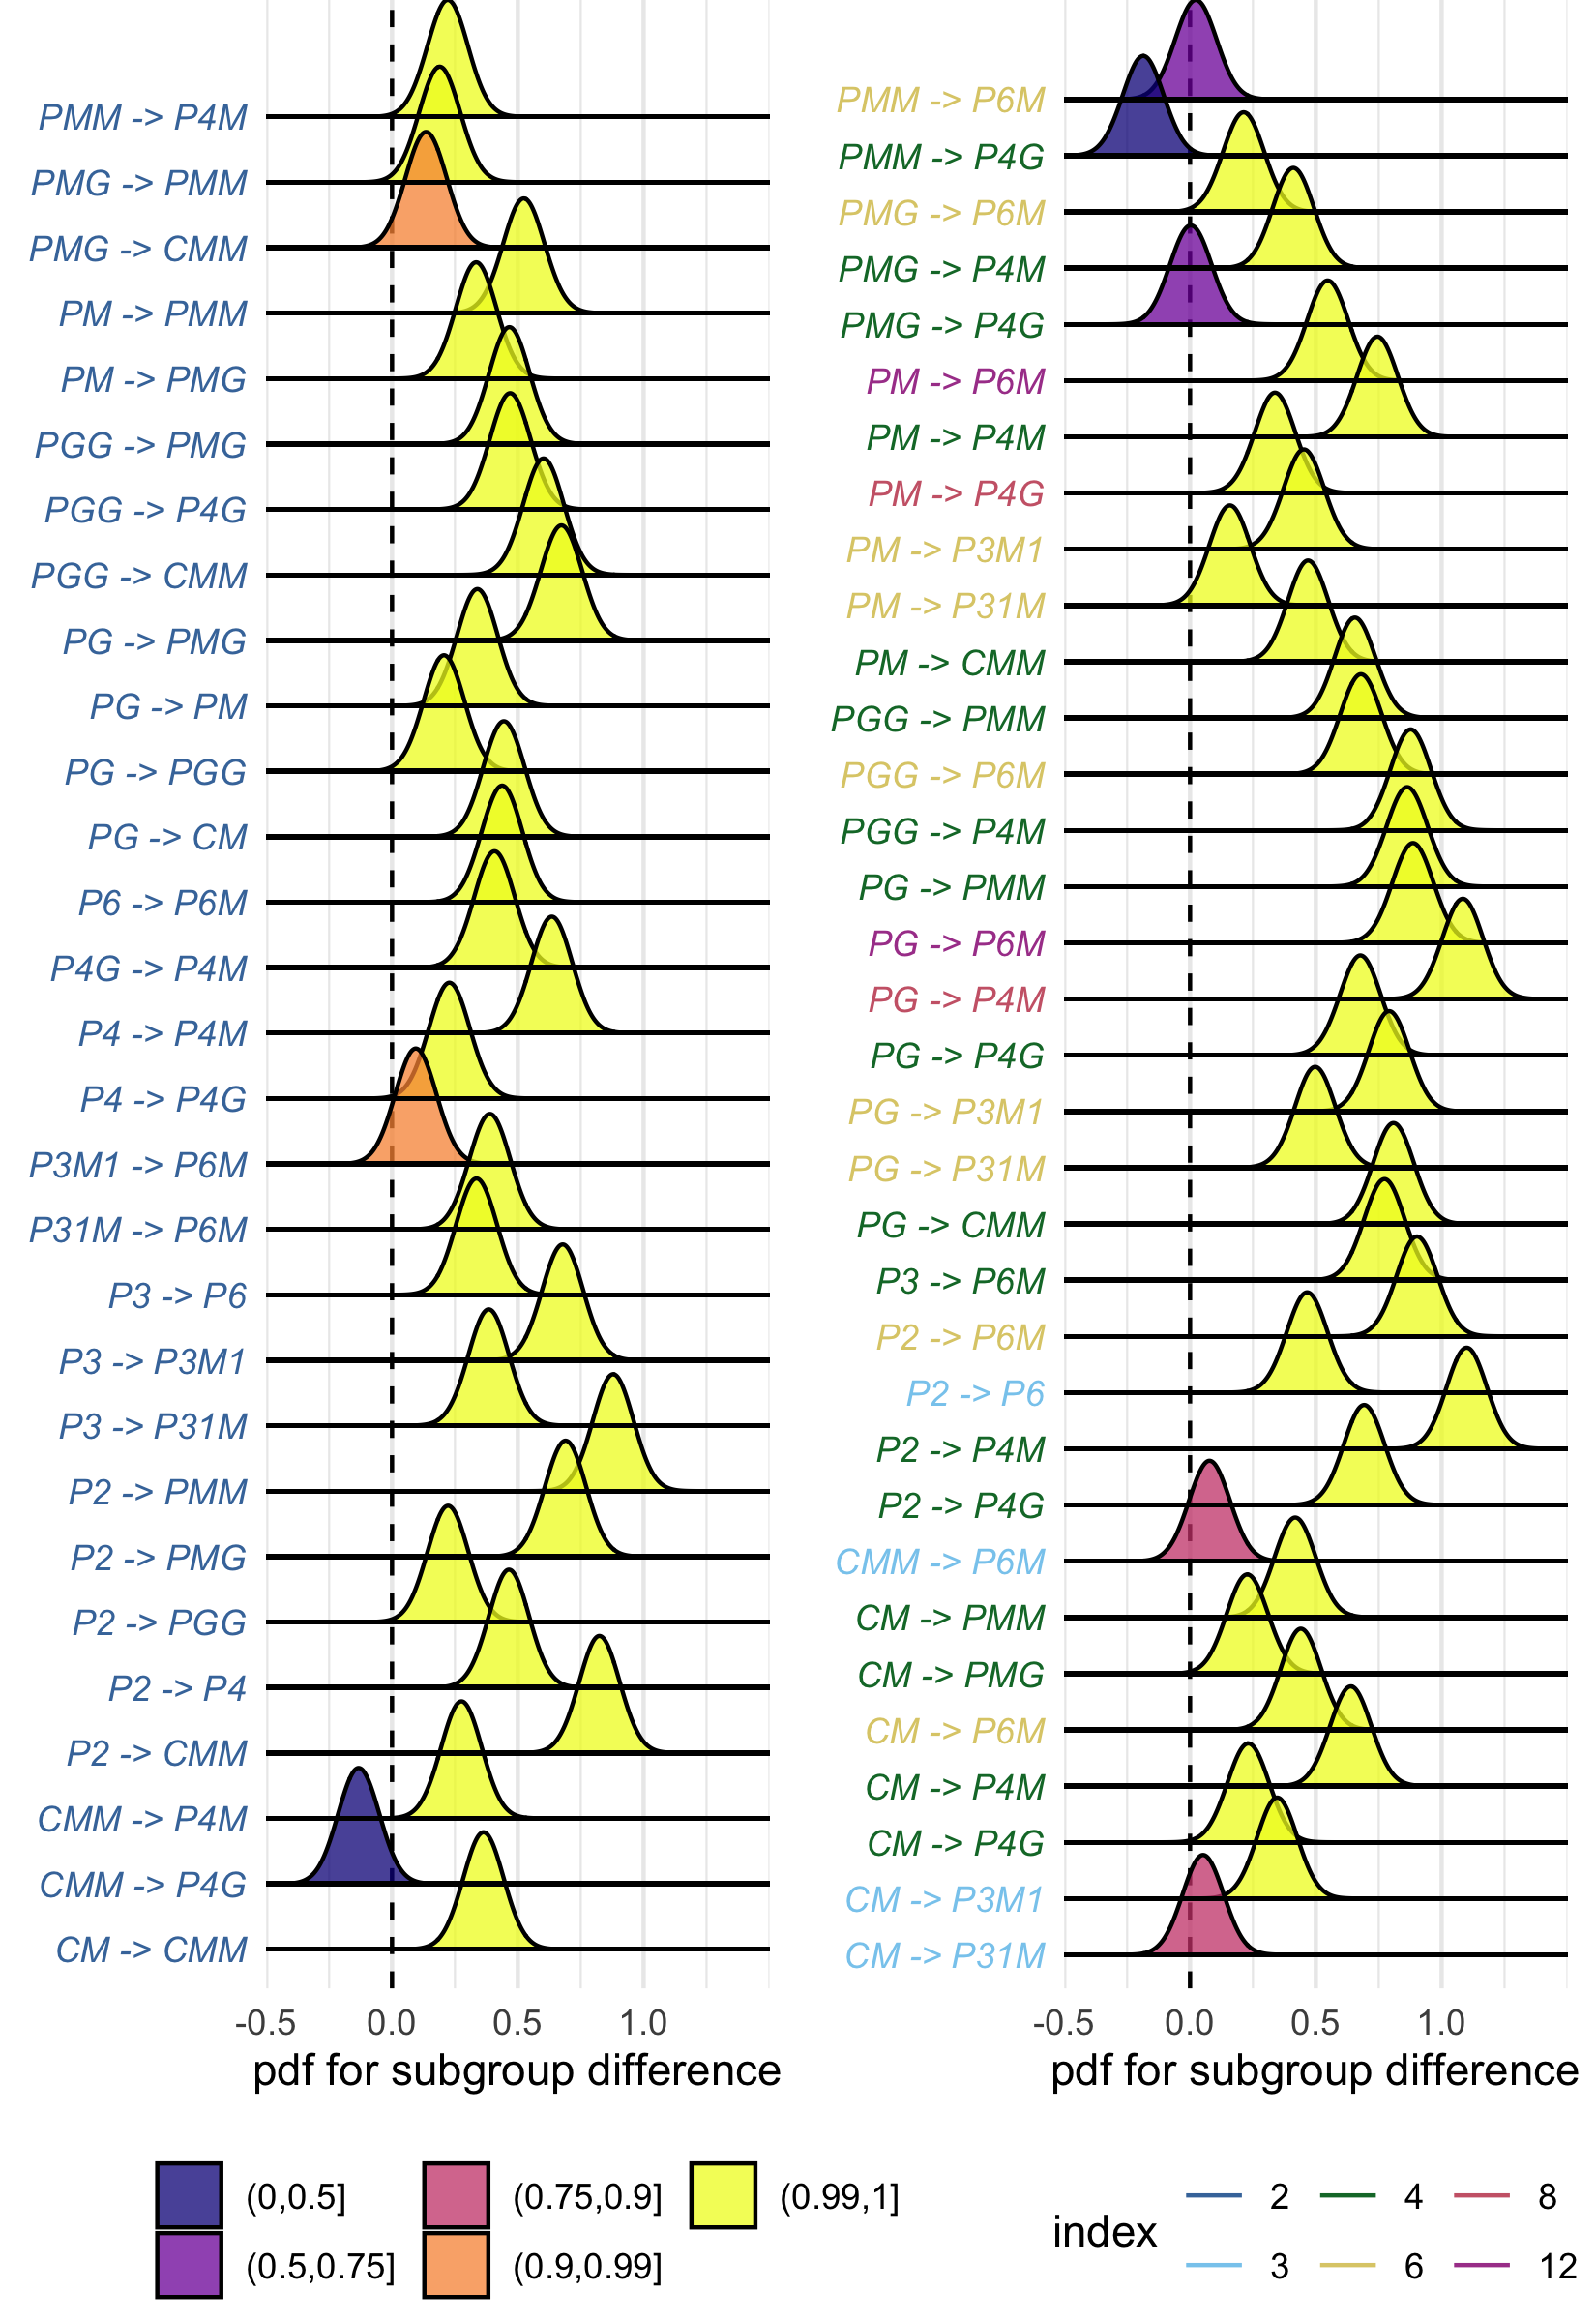 PMM -> P4M
PMG -> PMM
PMG -> CMM
PM -> PMM
PM -> PMG
PGG -> PMG
PGG -> P4G
PGG -> CMM
PG -> PMG
PG -> PM
PG -> PGG
PG -> CM
P6 -> P6M
P4G -> P4M
P4 -> P4M
P4 -> P4G
P3M1 -> P6M
P31M -> P6M
P3 -> P6
P3 -> P3M1
P3 -> P31M
P2 -> PMM
P2 -> PMG
P2 -> PGG
P2 -> P4
P2 -> CMM
CMM -> P4M
CMM -> P4G
CM -> CMM
-0.5 0.0 0.5 1.0
pdf for subgroup difference
PMM -> P6M
PMM -> P4G
PMG -> P6M
PMG -> P4M
PMG -> P4G
PM -> P6M
PM -> P4M
PM -> P4G
PM -> P3M1
PM -> P31M
PM -> CMM
PGG -> PMM
PGG -> P6M
PGG -> P4M
PG -> PMM
PG -> P6M
PG -> P4M
PG -> P4G
PG -> P3M1
PG -> P31M
PG -> CMM
P3 -> P6M
P2 -> P6M
P2 -> P6
P2 -> P4M
P2 -> P4G
CMM -> P6M
CM -> PMM
CM -> PMG
CM -> P6M
CM -> P4M
CM -> P4G
CM -> P3M1
CM -> P31M
-0.5 0.0 0.5 1.0
pdf for subgroup difference
(0,0.5] (0.75,0.9] (0.99,1]
(0.5,0.75] (0.9,0.99]
index
2 4 8
3 6 12